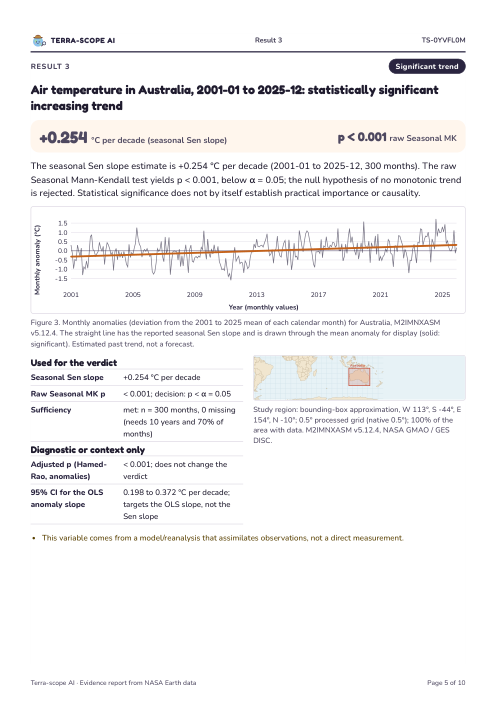 TERRA-SCOPE AI
Result 3
TS-0YVFL0M
RESULT 3
Significant trend
Air temperature in Australia, 2001-01 to 2025-12: statistically significant
increasing trend
+0.254 °C per decade (seasonal Sen slope)
p < 0.001 raw Seasonal MK
The seasonal Sen slope estimate is +0.254 °C per decade (2001-01 to 2025-12, 300 months). The raw
Seasonal Mann-Kendall test yields p < 0.001, below α = 0.05; the null hypothesis of no monotonic trend
is rejected. Statistical significance does not by itself establish practical importance or causality.
Monthly anomaly (°C)
1.5
1.0
0.5
0.0
-0.5
-1.0
-1.5
2001 2005 2009 2013 2017 2021 2025
Year (monthly values)
Figure 3. Monthly anomalies (deviation from the 2001 to 2025 mean of each calendar month) for Australia, M2IMNXASM
v5.12.4. The straight line has the reported seasonal Sen slope and is drawn through the mean anomaly for display (solid:
significant). Estimated past trend, not a forecast.
Used for the verdict
Seasonal Sen slope +0.254 °C per decade
Raw Seasonal MK p < 0.001; decision: p < α = 0.05
Sufficiency met: n = 300 months, 0 missing
(needs 10 years and 70% of
months)
Diagnostic or context only
Adjusted p (Hamed- < 0.001; does not change the
Rao, anomalies) verdict
95% CI for the OLS 0.198 to 0.372 °C per decade;
anomaly slope targets the OLS slope, not the
Sen slope
Study region: bounding-box approximation, W 113°, S -44°, E
154°, N -10°; 0.5° processed grid (native 0.5°); 100% of the
area with data. M2IMNXASM v5.12.4, NASA GMAO / GES
DISC.
• This variable comes from a model/reanalysis that assimilates observations, not a direct measurement.
Terra-scope AI · Evidence report from NASA Earth data
Page 5 of 10